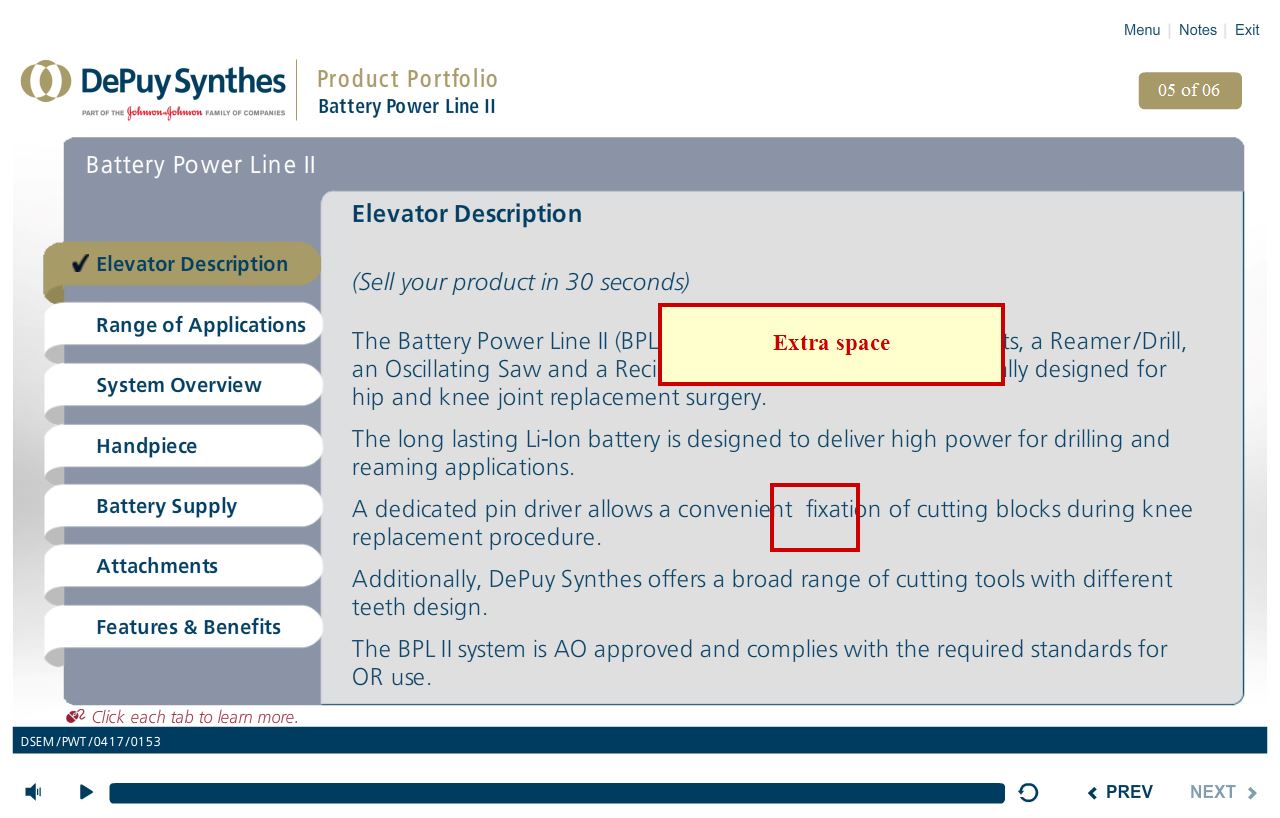 Menu | Notes | Exit
DePuy Synthes
PART OF THE Johnson & Johnson FAMILY OF COMPANIES
Product Portfolio
Battery Power Line II
05 of 06
Battery Power Line II
✔ Elevator Description
Range of Applications
System Overview
Handpiece
Battery Supply
Attachments
Features & Benefits
Elevator Description
(Sell your product in 30 seconds)
The Battery Power Line II (BPL , a Reamer/Drill,
Extra space
an Oscillating Saw and a designed for
hip and knee joint replacement surgery.
The long lasting Li-Ion battery is designed to deliver high power for drilling and
reaming applications.
A dedicated pin driver allows a convenient  fixation of cutting blocks during knee
replacement procedure.
Additionally, DePuy Synthes offers a broad range of cutting tools with different
teeth design.
The BPL II system is AO approved and complies with the required standards for
OR use.
Click each tab to learn more.
DSEM/PWT/0417/0153
PREV NEXT